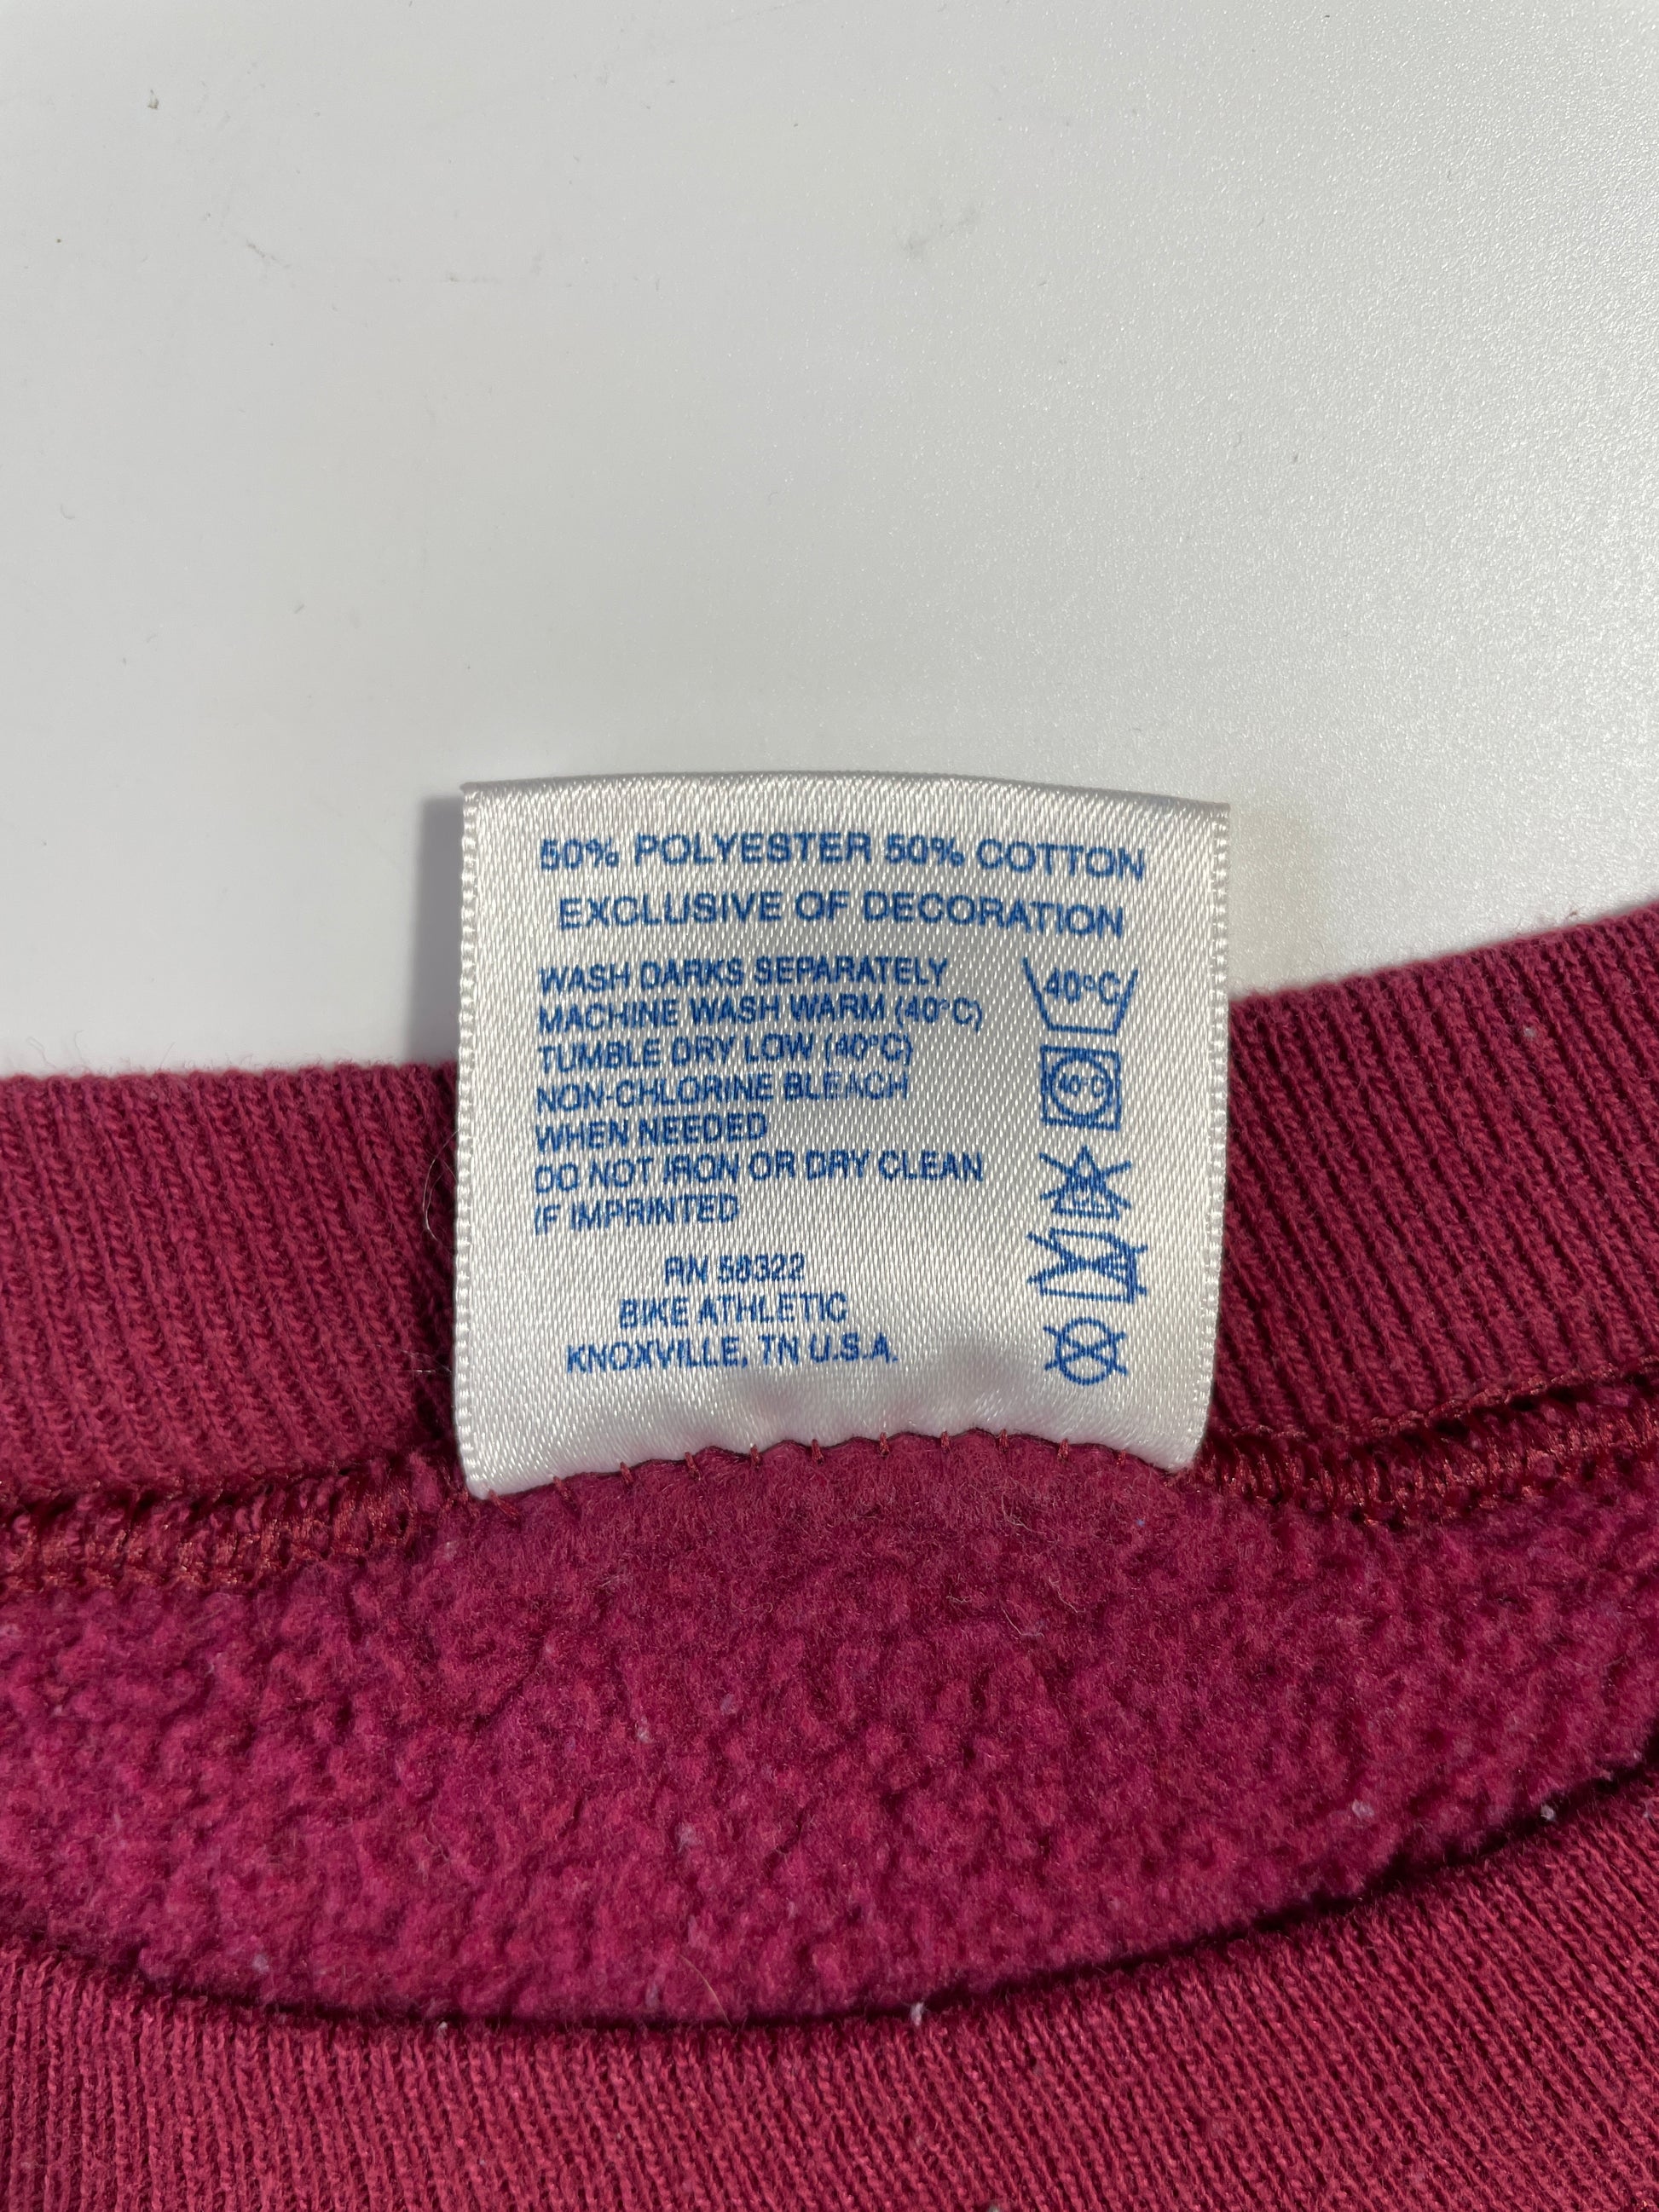 50% POLYESTER 50% COTTON
EXCLUSIVE OF DECORATION
WASH DARKS SEPARATELY
MACHINE WASH WARM (40°C)
TUMBLE DRY LOW (40°C)
NON-CHLORINE BLEACH
WHEN NEEDED
DO NOT IRON OR DRY CLEAN
IF IMPRINTED
40°C
40°C
RN 58322
BIKE ATHLETIC
KNOXVILLE, TN U.S.A.